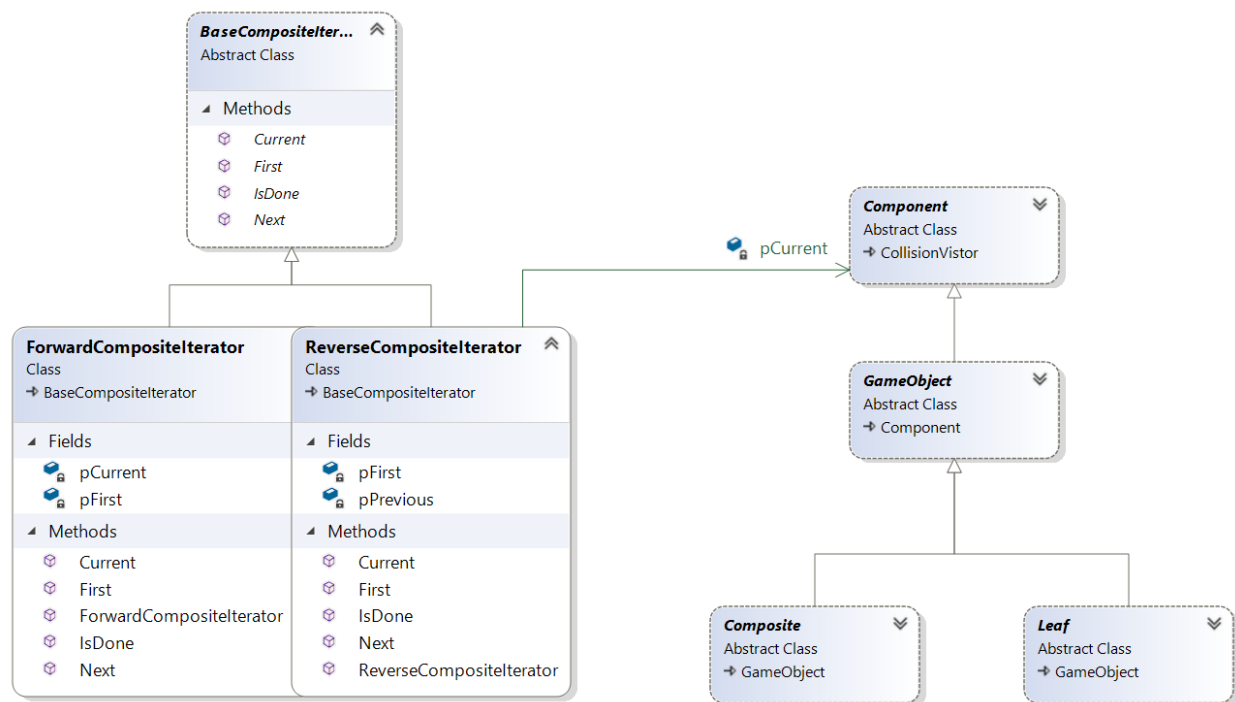 BaseCompositeIter...
Abstract Class
Methods
Current
First
IsDone
Next
pCurrent
Component
Abstract Class
CollisionVistor
ForwardCompositeIterator
Class
BaseCompositeIterator
Fields
pCurrent
pFirst
Methods
Current
First
ForwardCompositeIterator
IsDone
Next
ReverseCompositeIterator
Class
BaseCompositeIterator
Fields
pFirst
pPrevious
Methods
Current
First
IsDone
Next
ReverseCompositeIterator
GameObject
Abstract Class
Component
Composite
Abstract Class
GameObject
Leaf
Abstract Class
GameObject